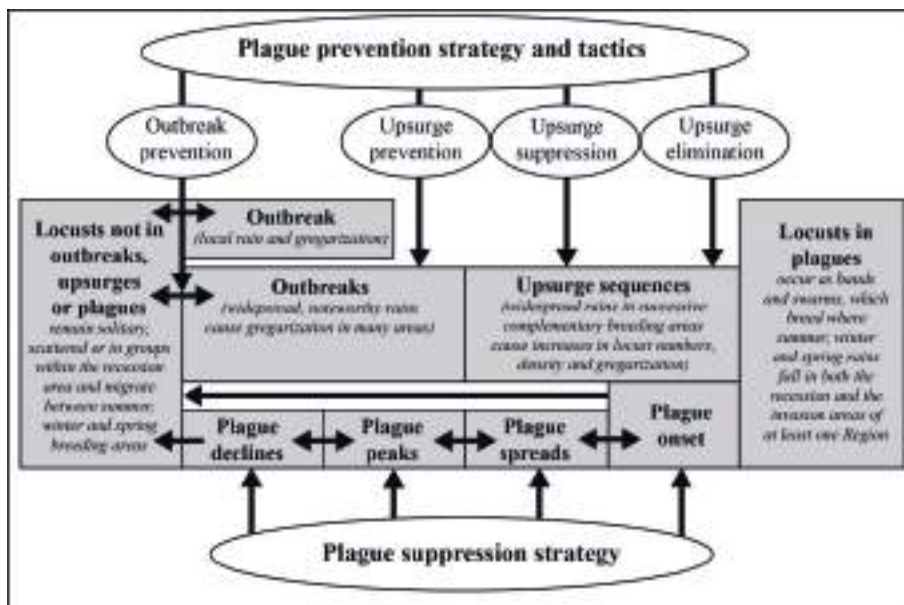 Plague prevention strategy and tactics
Outbreak
prevention
Upsurge
prevention
Upsurge
suppression
Upsurge
elimination
Locusts not in
outbreaks,
upsurges
or plagues
remain solitary;
scattered or in groups
within the recession
area and migrate
between summer,
winter and spring
breeding areas
Outbreak
(local rain and gregarization)
Outbreaks
(widespread, noteworthy rains
cause gregarization in many areas)
Upsurge sequences
(widespread rains in successive
complementary breeding areas
cause increases in locust numbers,
density and gregarization)
Locusts in
plagues
occur as bands
and swarms, which
breed where
summer, winter
and spring rains
fall in both the
recession and the
invasion areas of
at least one Region
Plague
declines
Plague
peaks
Plague
spreads
Plague
onset
Plague suppression strategy